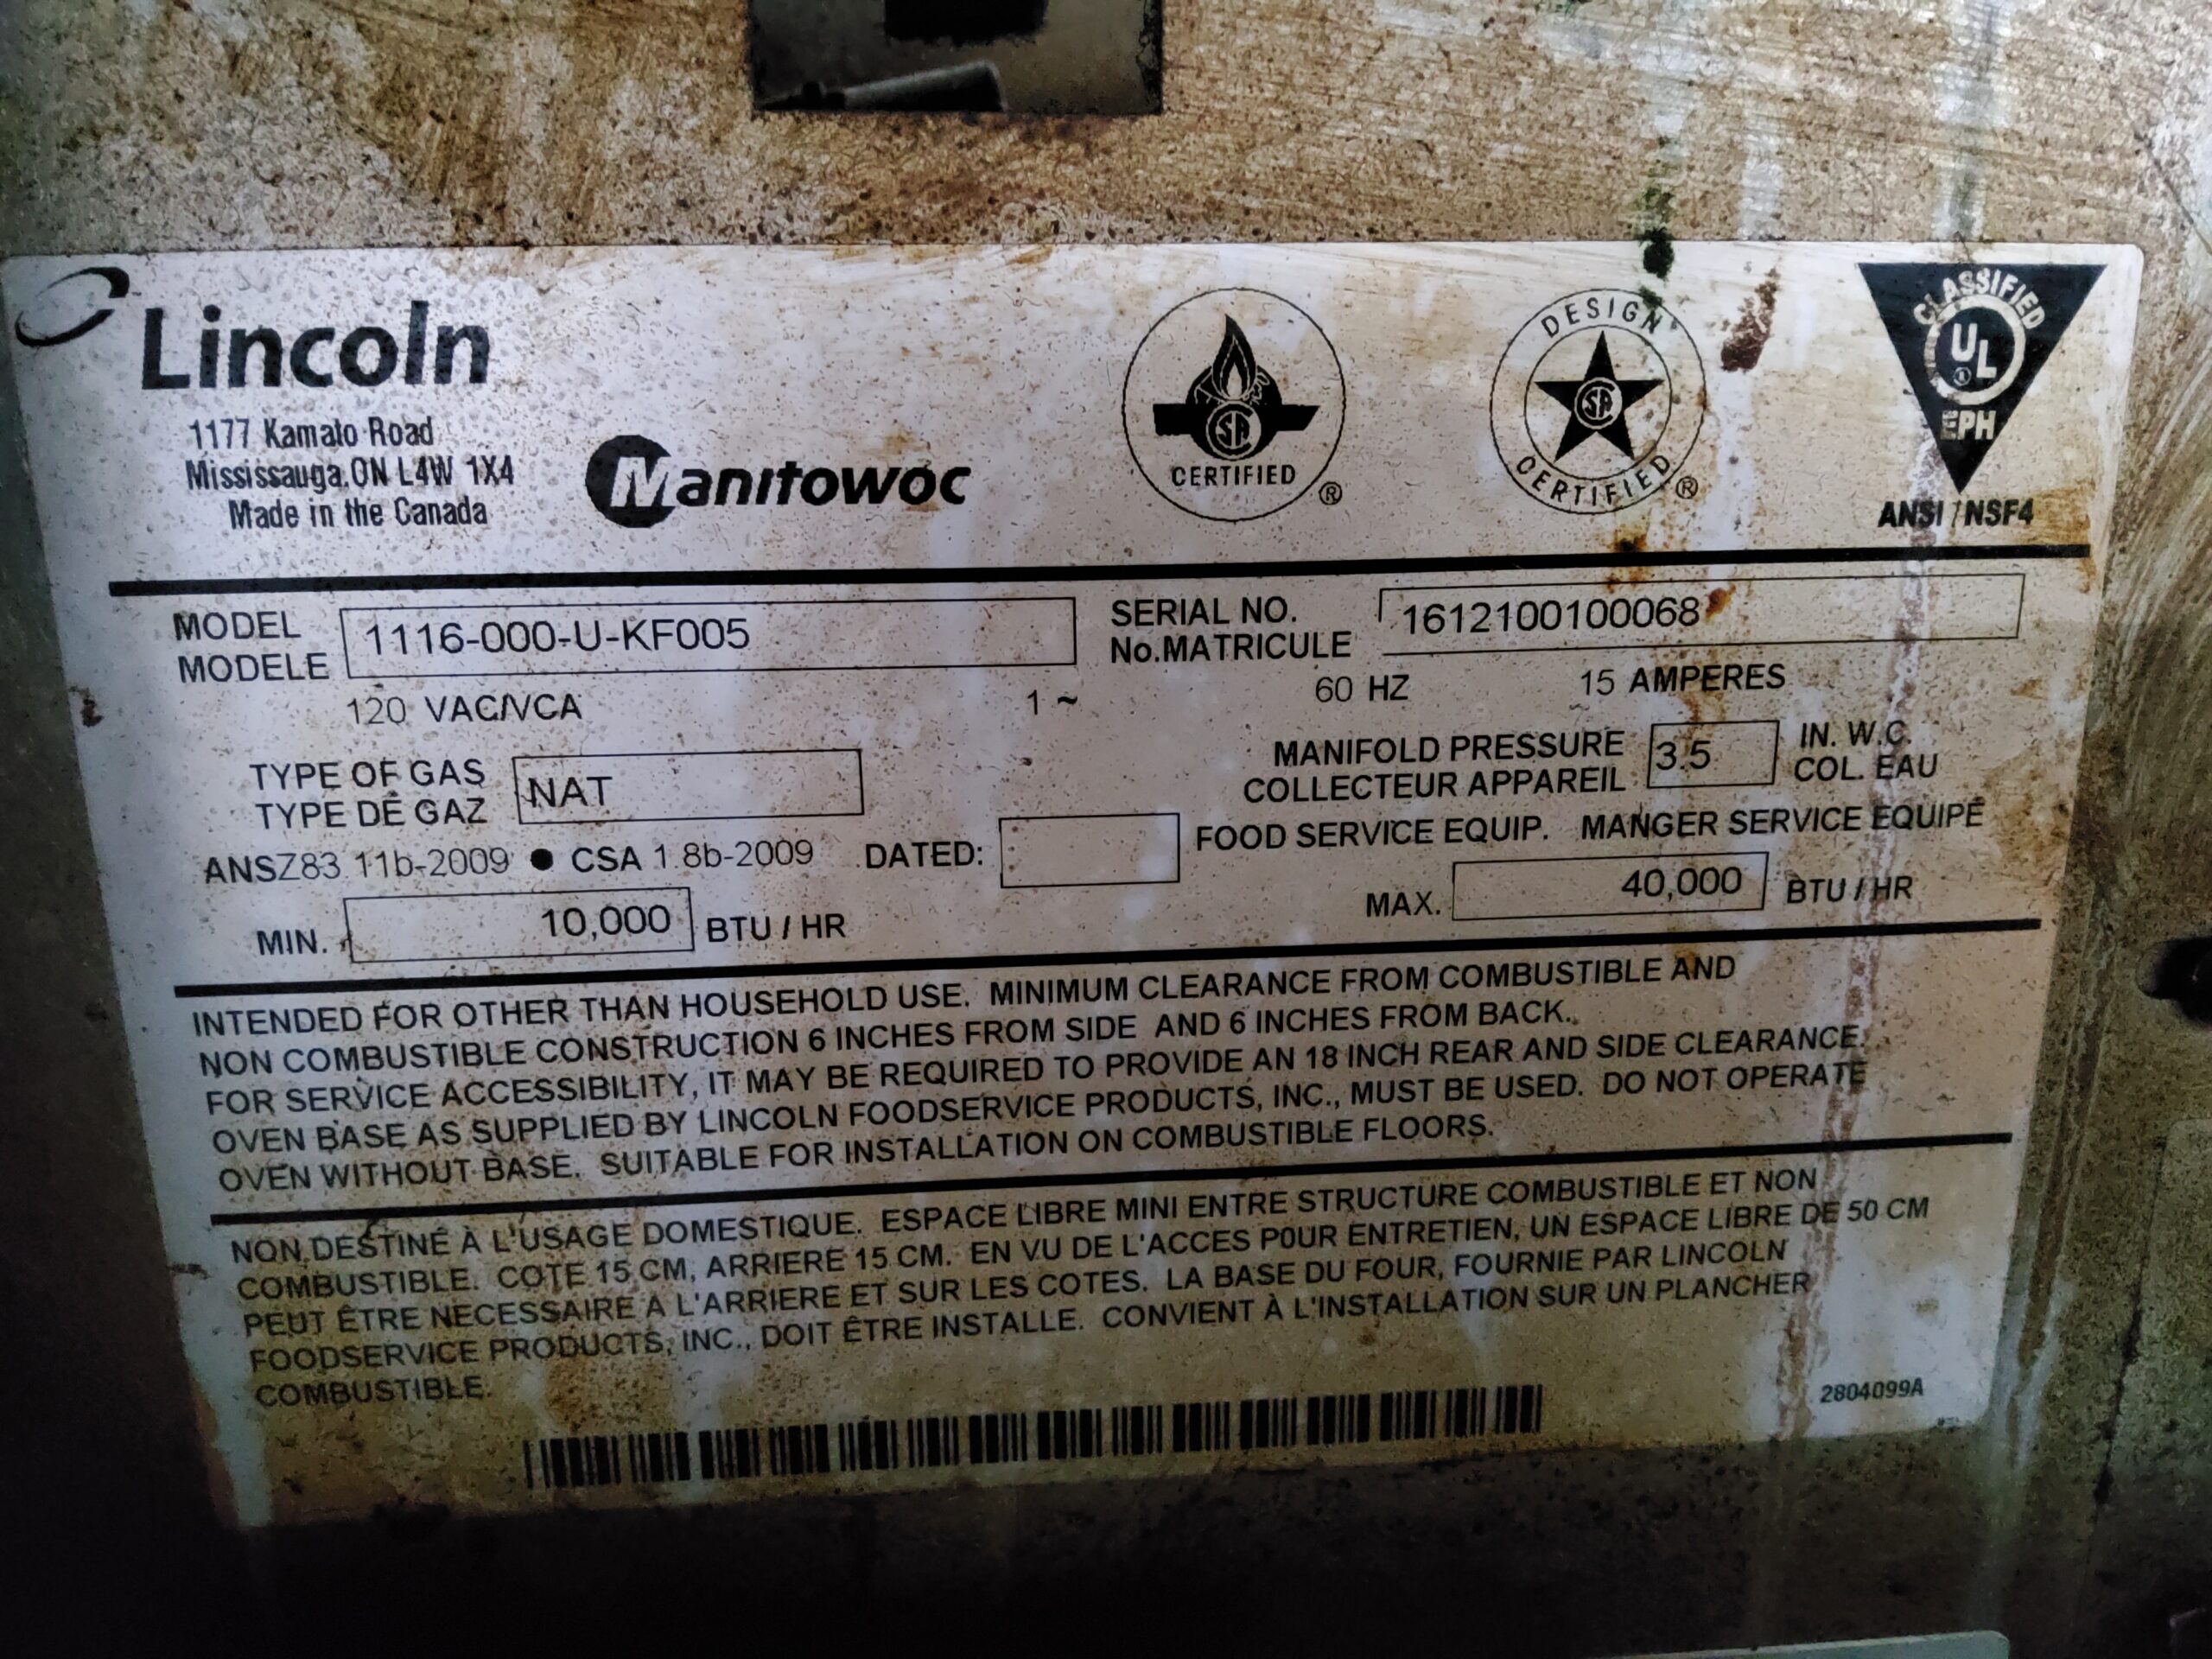 Lincoln
1177 Kamato Road
Mississauga, ON L4W 1X4
Made in the Canada
Manitowoc
CERTIFIED ®
DESIGN
CERTIFIED ®
CLASSIFIED
UL
EPH
ANSI / NSF4
MODEL
MODELE
1116-000-U-KF005
SERIAL NO.
No.MATRICULE
1612100100068
120 VAC/VCA 1 ~ 60 HZ 15 AMPERES
TYPE OF GAS
TYPE DE GAZ
NAT
MANIFOLD PRESSURE
COLLECTEUR APPAREIL
3.5
IN. W.C.
COL. EAU
ANSZ83 11b-2009 ● CSA 1.8b-2009 DATED: FOOD SERVICE EQUIP. MANGER SERVICE EQUIPÉ
MIN. 10,000 BTU / HR MAX. 40,000 BTU / HR
INTENDED FOR OTHER THAN HOUSEHOLD USE. MINIMUM CLEARANCE FROM COMBUSTIBLE AND
NON COMBUSTIBLE CONSTRUCTION 6 INCHES FROM SIDE AND 6 INCHES FROM BACK.
FOR SERVICE ACCESSIBILITY, IT MAY BE REQUIRED TO PROVIDE AN 18 INCH REAR AND SIDE CLEARANCE.
OVEN BASE AS SUPPLIED BY LINCOLN FOODSERVICE PRODUCTS, INC., MUST BE USED. DO NOT OPERATE
OVEN WITHOUT BASE. SUITABLE FOR INSTALLATION ON COMBUSTIBLE FLOORS.
NON DESTINÉ À L'USAGE DOMESTIQUE. ESPACE LIBRE MINI ENTRE STRUCTURE COMBUSTIBLE ET NON
COMBUSTIBLE. COTE 15 CM, ARRIERE 15 CM. EN VU DE L'ACCES POUR ENTRETIEN, UN ESPACE LIBRE DE 50 CM
PEUT ÊTRE NECESSAIRE A L'ARRIERE ET SUR LES COTES. LA BASE DU FOUR, FOURNIE PAR LINCOLN
FOODSERVICE PRODUCTS, INC., DOIT ÊTRE INSTALLE. CONVIENT À L'INSTALLATION SUR UN PLANCHER
COMBUSTIBLE.
2804099A